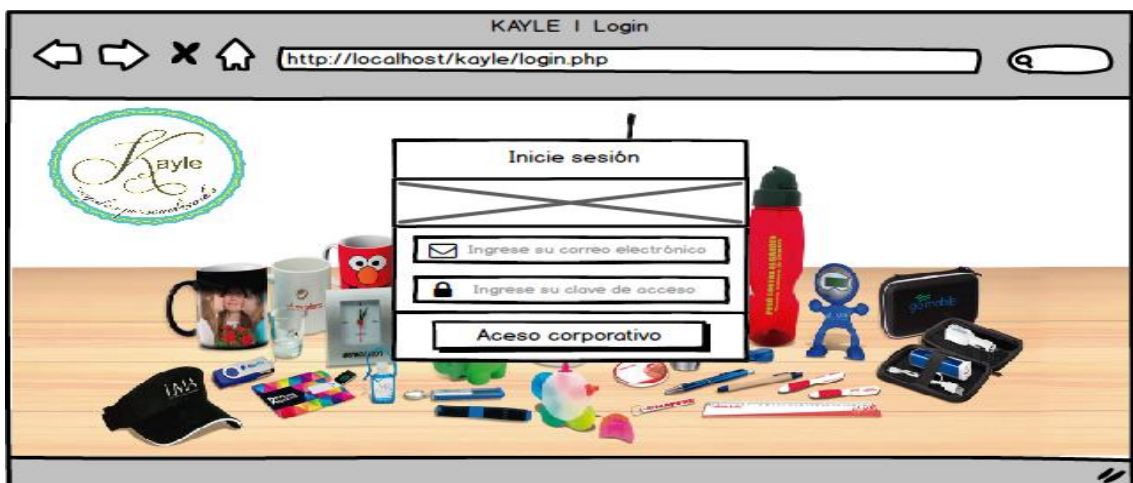 KAYLE | Login
http://localhost/kayle/login.php
Kayle
Inicie sesión
Ingrese su correo electrónico
Ingrese su clave de acceso
Aceso corporativo
gomobile